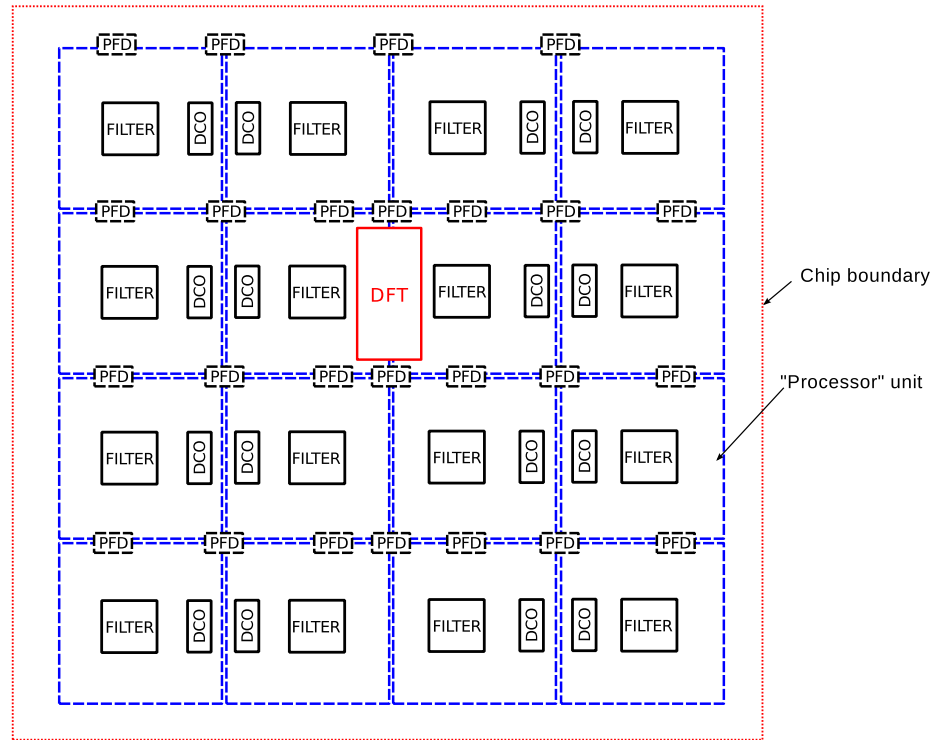 PFD PFD PFD PFD
FILTER DCO DCO FILTER FILTER DCO DCO FILTER
PFD PFD PFD PFD PFD PFD PFD
FILTER DCO DCO FILTER DFT FILTER DCO DCO FILTER
Chip boundary
PFD PFD PFD PFD PFD PFD PFD
"Processor" unit
FILTER DCO DCO FILTER FILTER DCO DCO FILTER
PFD PFD PFD PFD PFD PFD PFD
FILTER DCO DCO FILTER FILTER DCO DCO FILTER